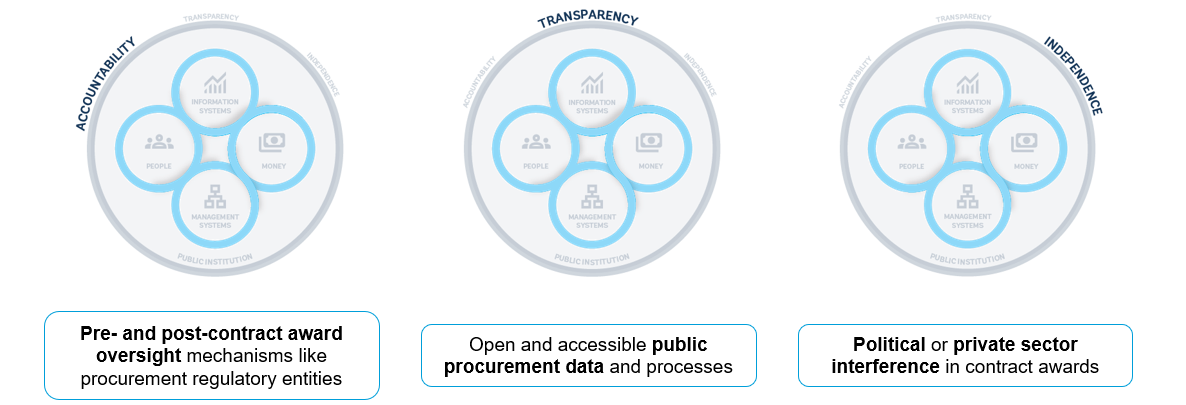 TRANSPARENCY
ACCOUNTABILITY
INDEPENDENCE
INFORMATION
SYSTEMS
PEOPLE
MONEY
MANAGEMENT
SYSTEMS
PUBLIC INSTITUTION
Pre- and post-contract award
oversight mechanisms like
procurement regulatory entities
TRANSPARENCY
ACCOUNTABILITY
INDEPENDENCE
INFORMATION
SYSTEMS
PEOPLE
MONEY
MANAGEMENT
SYSTEMS
PUBLIC INSTITUTION
Open and accessible public
procurement data and processes
TRANSPARENCY
ACCOUNTABILITY
INDEPENDENCE
INFORMATION
SYSTEMS
PEOPLE
MONEY
MANAGEMENT
SYSTEMS
PUBLIC INSTITUTION
Political or private sector
interference in contract awards